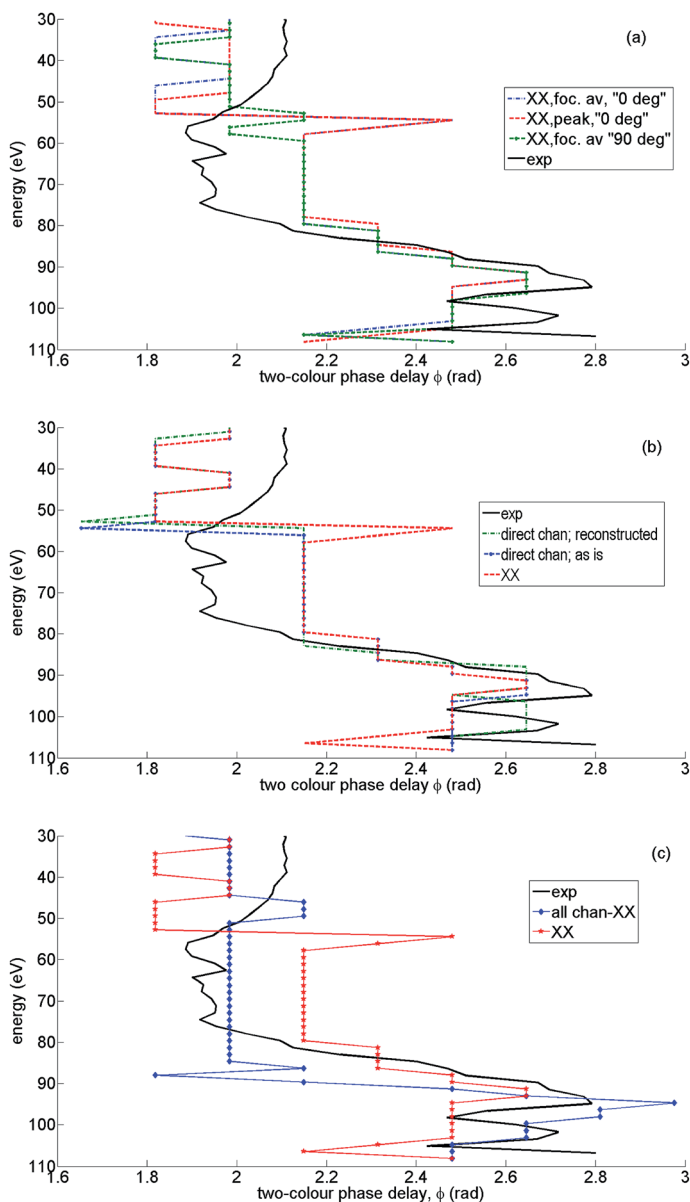 30
40
50
60
70
80
90
100
110
energy (eV)
(a)
XX,foc. av, "0 deg"
XX,peak,"0 deg"
XX,foc. av "90 deg"
exp
1.6 1.8 2 2.2 2.4 2.6 2.8 3
two-colour phase delay ϕ (rad)
30
40
50
60
70
80
90
100
110
energy (eV)
(b)
exp
direct chan; reconstructed
direct chan; as is
XX
1.6 1.8 2 2.2 2.4 2.6 2.8 3
two colour phase delay ϕ (rad)
30
40
50
60
70
80
90
100
110
energy (eV)
(c)
exp
all chan-XX
XX
1.6 1.8 2 2.2 2.4 2.6 2.8 3
two-colour phase delay, ϕ (rad)